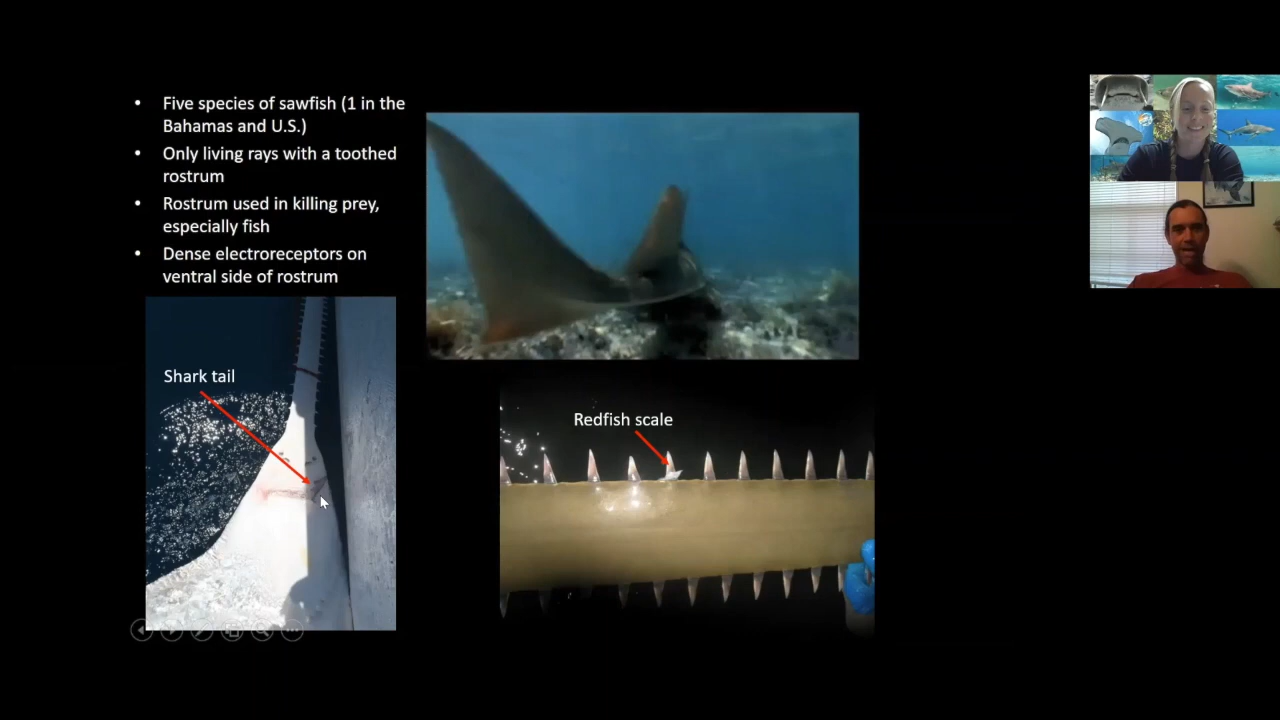 • Five species of sawfish (1 in the
Bahamas and U.S.)
• Only living rays with a toothed
rostrum
• Rostrum used in killing prey,
especially fish
• Dense electroreceptors on
ventral side of rostrum
Shark tail
Redfish scale